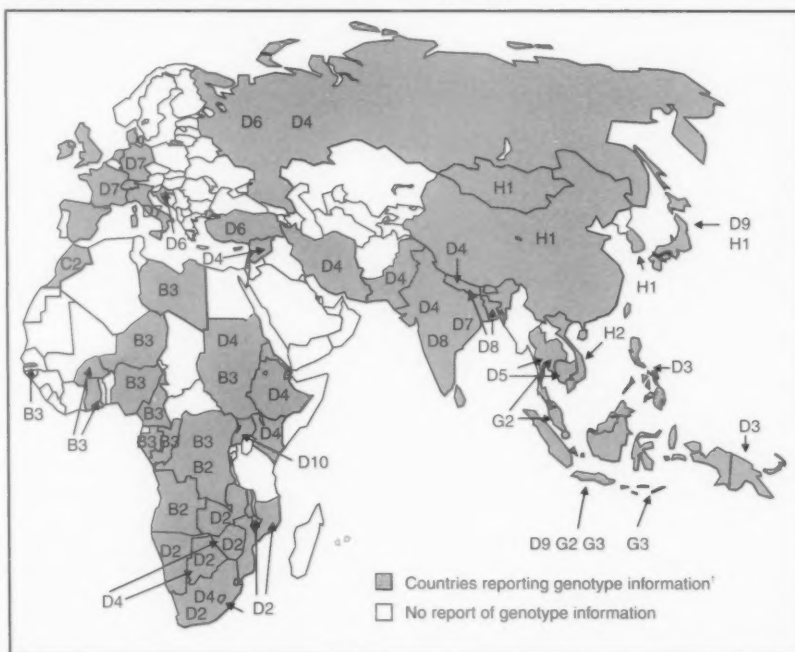 D6 D4
D7
D7
H1
D7
D6
D6
D9
H1
H1
D4
H1
C2
D4
D4
D4
B3
D4
D7
H2
D8
D8
B3
D4
B3
D5
D3
B3
D4
B3
B3
D4
G2
D3
B3
B3
B3
B3
D10
B2
B2
D2
D9 G2 G3
G3
D2
D2
D2
D4
D4
D2
D2
Countries reporting genotype information†
No report of genotype information